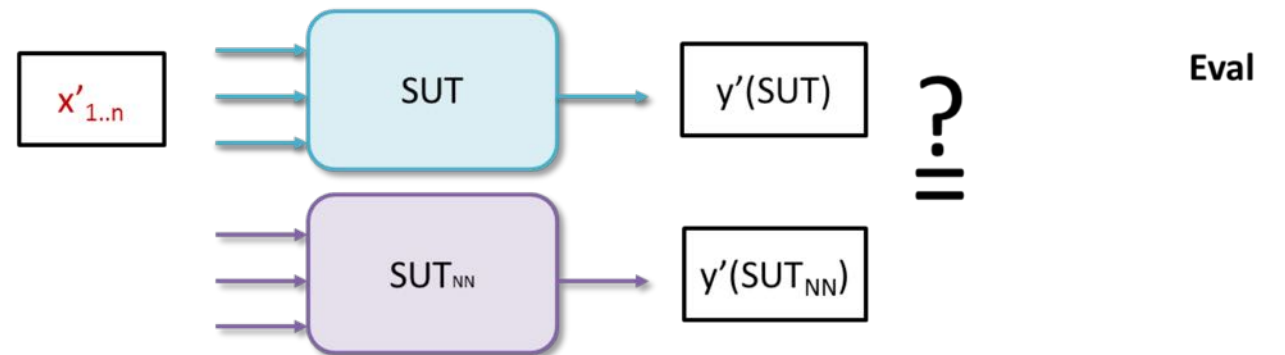 x'1..n
SUT
y'(SUT)
?
=
Eval
SUTNN
y'(SUTNN)